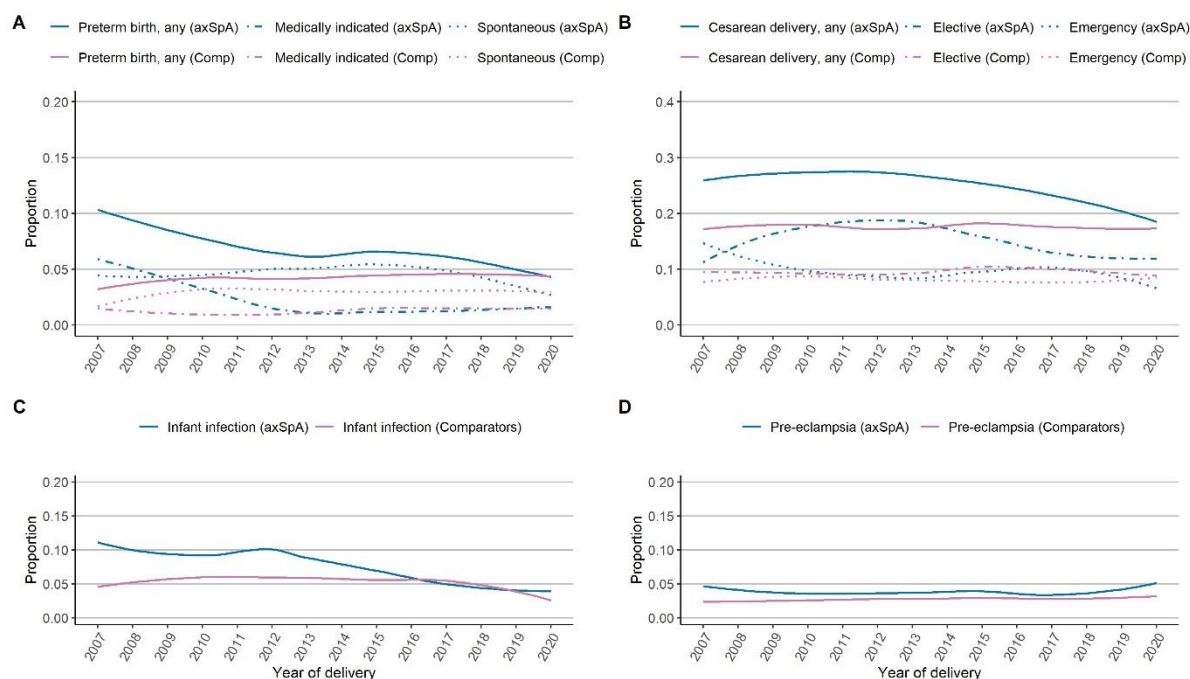 A
Preterm birth, any (axSpA) Medically indicated (axSpA) Spontaneous (axSpA)
Preterm birth, any (Comp) Medically indicated (Comp) Spontaneous (Comp)
Proportion
0.20
0.15
0.10
0.05
0.00
2007 2008 2009 2010 2011 2012 2013 2014 2015 2016 2017 2018 2019 2020
B
Cesarean delivery, any (axSpA) Elective (axSpA) Emergency (axSpA)
Cesarean delivery, any (Comp) Elective (Comp) Emergency (Comp)
Proportion
0.4
0.3
0.2
0.1
0
2007 2008 2009 2010 2011 2012 2013 2014 2015 2016 2017 2018 2019 2020
C
Infant infection (axSpA) Infant infection (Comparators)
Proportion
0.20
0.15
0.10
0.05
0.00
2007 2008 2009 2010 2011 2012 2013 2014 2015 2016 2017 2018 2019 2020
Year of delivery
D
Pre-eclampsia (axSpA) Pre-eclampsia (Comparators)
Proportion
0.20
0.15
0.10
0.05
0.00
2007 2008 2009 2010 2011 2012 2013 2014 2015 2016 2017 2018 2019 2020
Year of delivery